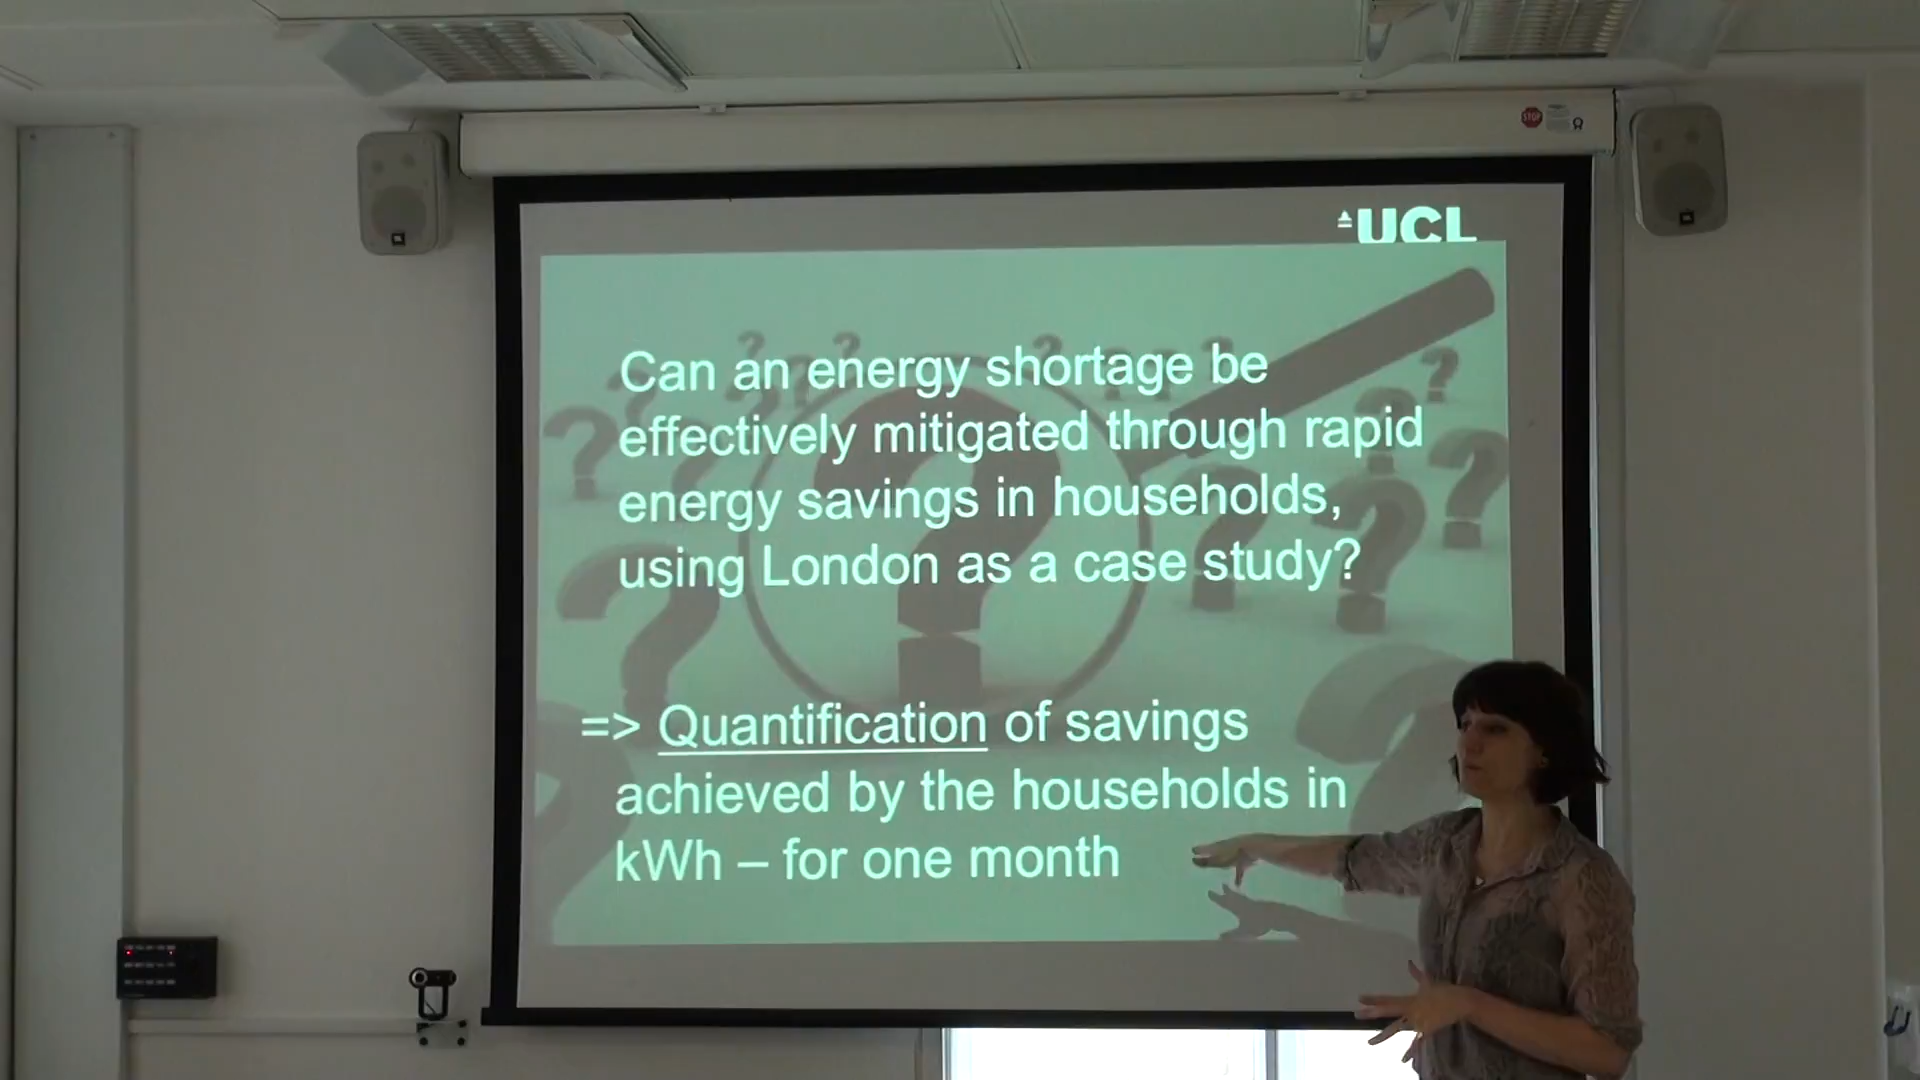 STOP
UCL
Can an energy shortage be
effectively mitigated through rapid
energy savings in households,
using London as a case study?
=> Quantification of savings
achieved by the households in
kWh – for one month